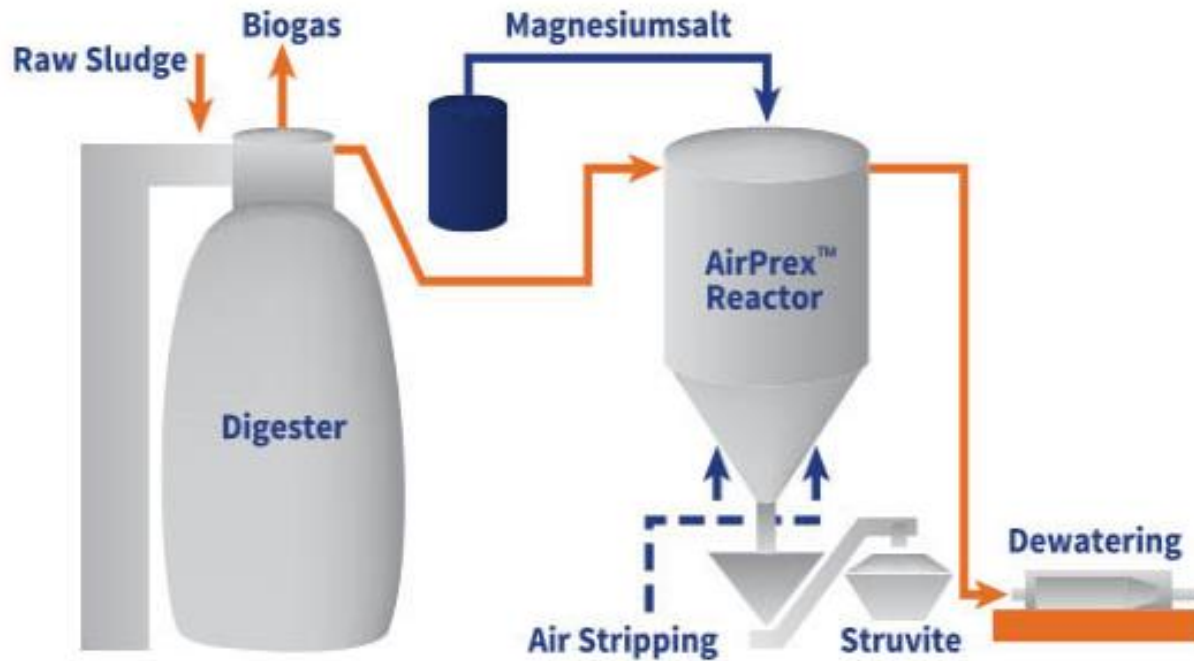 Biogas
Magnesiumsalt
Raw Sludge
AirPrex™
Reactor
Digester
Dewatering
Air Stripping
Struvite